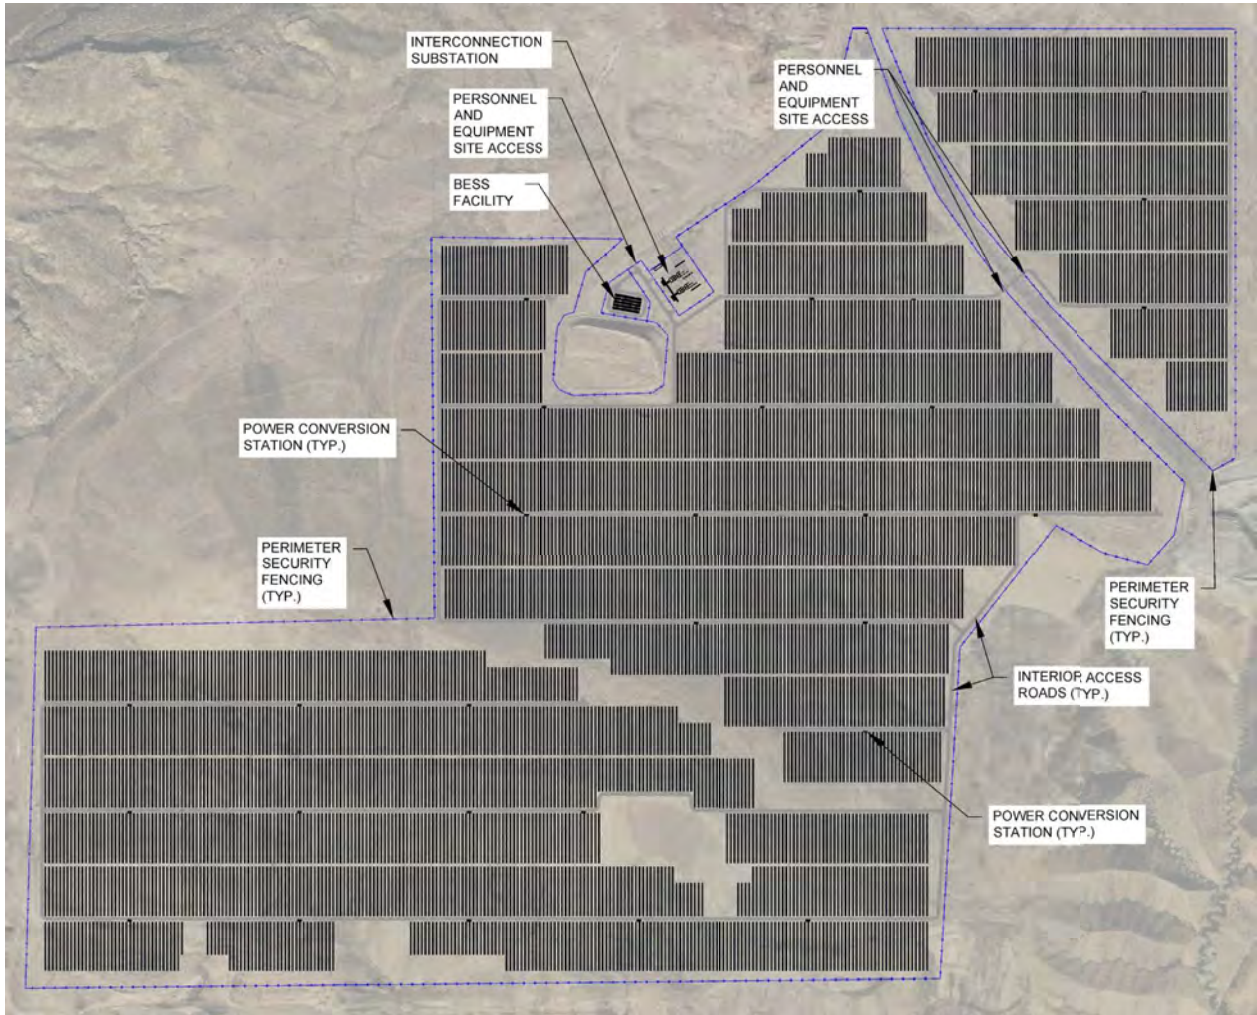 INTERCONNECTION
SUBSTATION
PERSONNEL
AND
EQUIPMENT
SITE ACCESS
PERSONNEL
AND
EQUIPMENT
SITE ACCESS
BESS
FACILITY
POWER CONVERSION
STATION (TYP.)
PERIMETER
SECURITY
FENCING
(TYP.)
PERIMETER
SECURITY
FENCING
(TYP.)
INTERIOR ACCESS
ROADS (TYP.)
POWER CONVERSION
STATION (TYP.)